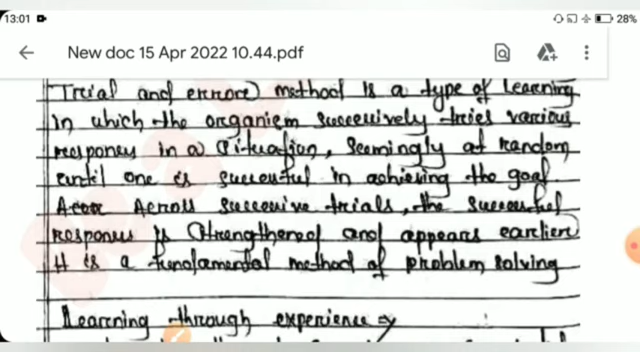 13:01 28%
New doc 15 Apr 2022 10.44.pdf
Trial and error) method is a type of learning
in which the organism successively tries various
responses in a situation, seemingly at random
until one is successful in achieving the goal
Across successive trials, the successful
response is strengthened and appears earlier
It is a fundamental method of problem solving
Learning through experience